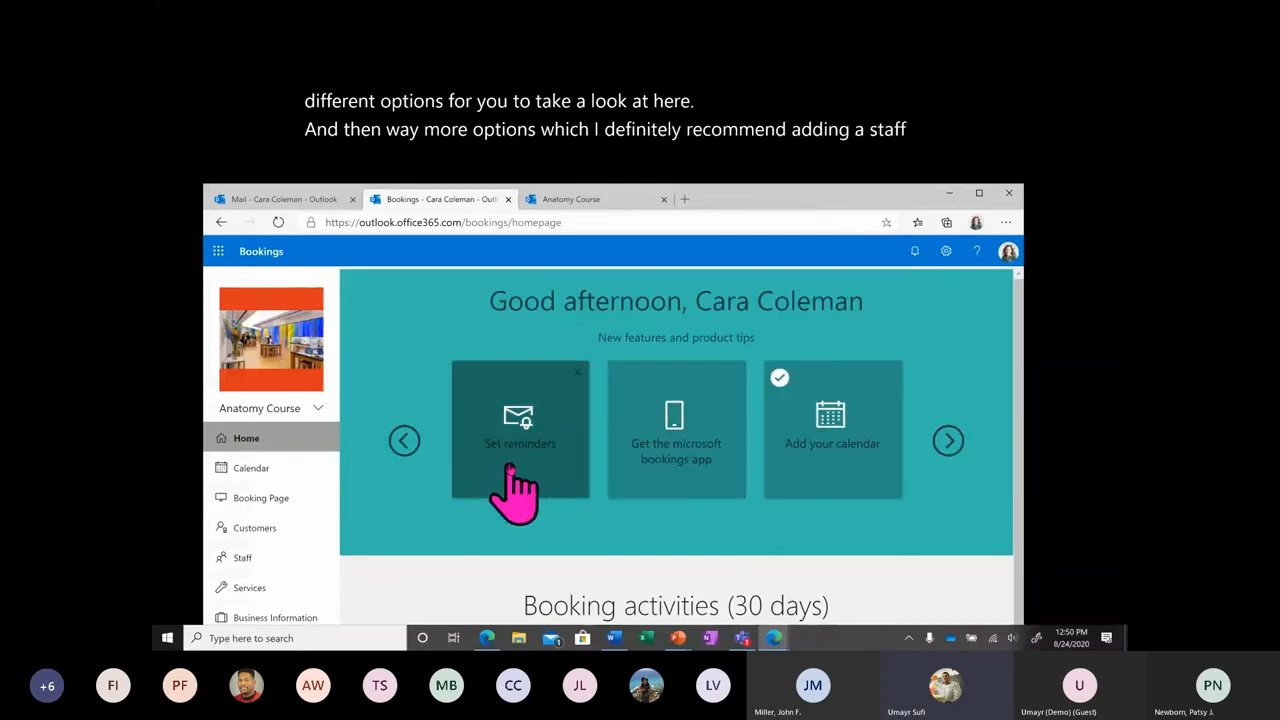 different options for you to take a look at here.
And then way more options which I definitely recommend adding a staff
Mail - Cara Coleman - Outlook
Bookings - Cara Coleman - Outl
Anatomy Course
https://outlook.office365.com/bookings/homepage
Bookings
Good afternoon, Cara Coleman
New features and product tips
Set reminders
Get the microsoft
bookings app
Add your calendar
Anatomy Course
Home
Calendar
Booking Page
Customers
Staff
Services
Business Information
Booking activities (30 days)
Type here to search
12:50 PM
8/24/2020
+6 FI PF AW TS MB CC JL LV JM U PN
Miller, John F. Umayr Sufi Umayr (Demo) (Guest) Newborn, Patsy J.